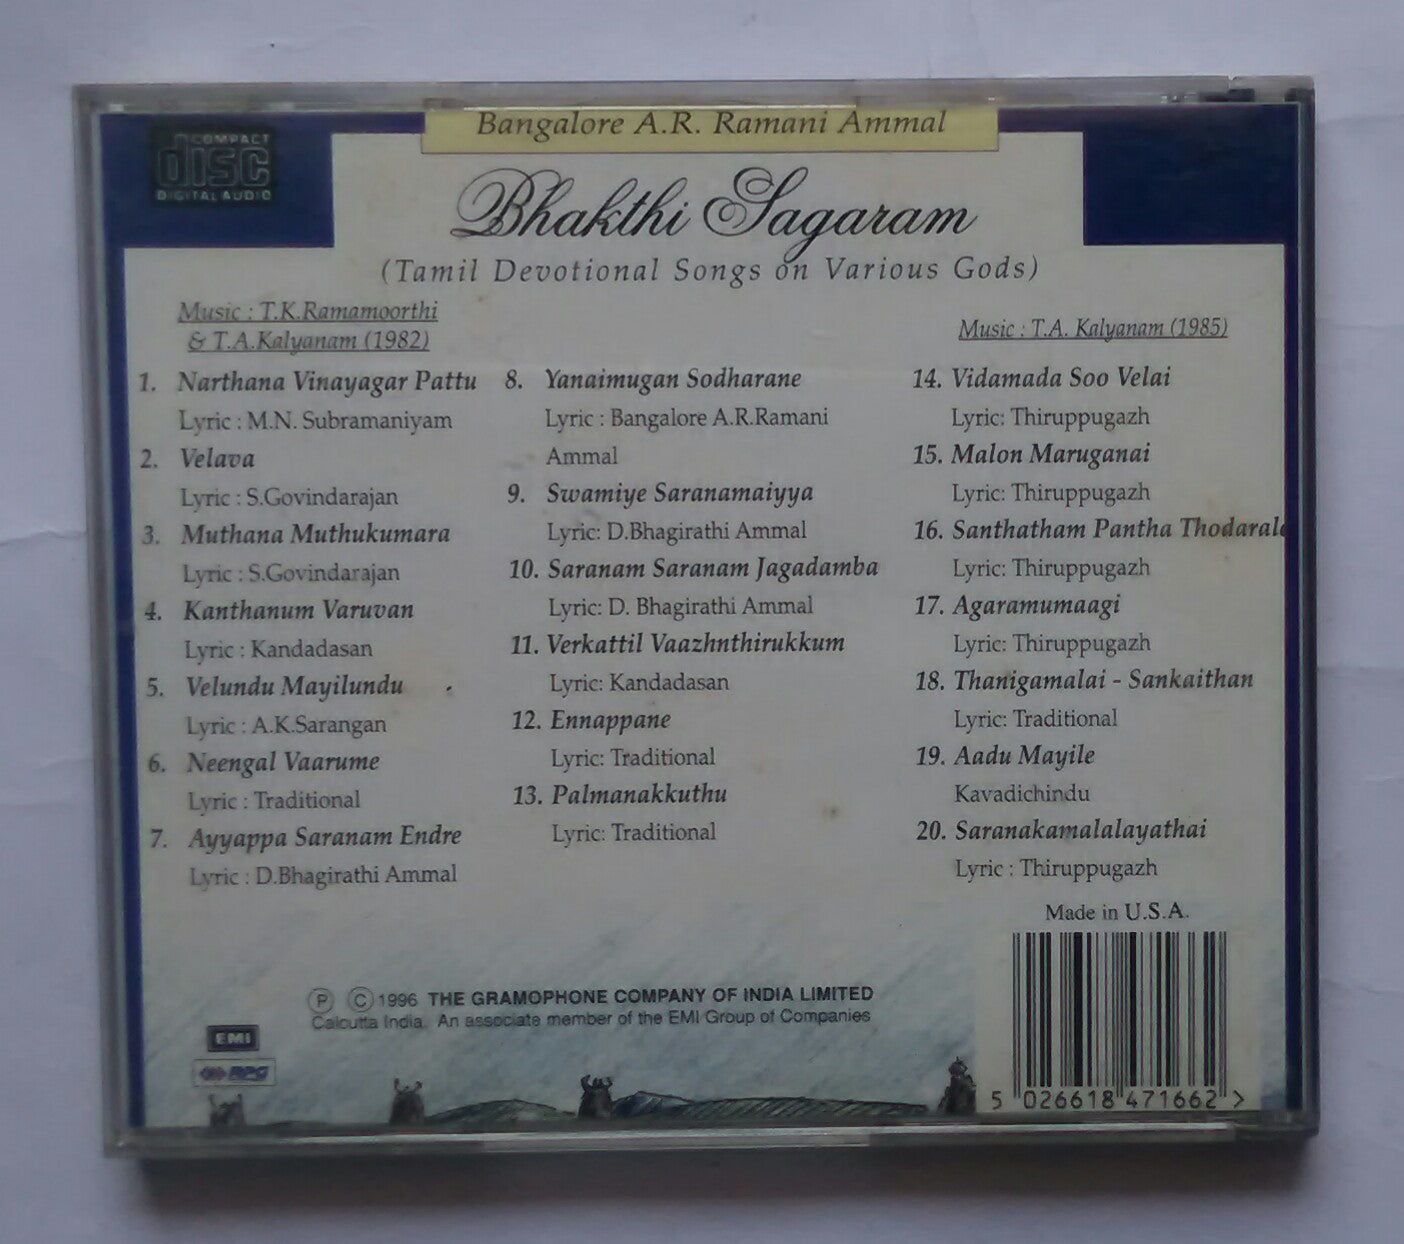 COMPACT
disc
DIGITAL AUDIO
Bangalore A.R. Ramani Ammal
Bhakthi Sagaram
(Tamil Devotional Songs on Various Gods)
Music : T.K.Ramamoorthi
& T.A.Kalyanam (1982)
1. Narthana Vinayagar Pattu
Lyric : M.N. Subramaniyam
2. Velava
Lyric : S.Govindarajan
3. Muthana Muthukumara
Lyric : S.Govindarajan
4. Kanthanum Varuvan
Lyric : Kandadasan
5. Velundu Mayilundu
Lyric : A.K.Sarangan
6. Neengal Vaarume
Lyric : Traditional
7. Ayyappa Saranam Endre
Lyric : D.Bhagirathi Ammal
8. Yanaimugan Sodharane
Lyric : Bangalore A.R.Ramani
Ammal
9. Swamiye Saranamaiyya
Lyric: D.Bhagirathi Ammal
10. Saranam Saranam Jagadamba
Lyric: D. Bhagirathi Ammal
11. Verkattil Vaazhnthirukkum
Lyric: Kandadasan
12. Ennappane
Lyric: Traditional
13. Palmanakkuthu
Lyric: Traditional
Music : T.A. Kalyanam (1985)
14. Vidamada Soo Velai
Lyric: Thiruppugazh
15. Malon Maruganai
Lyric: Thiruppugazh
16. Santhatham Pantha
Lyric: Thiruppugazh
17. Agaramumaagi
Lyric: Thiruppugazh
18. Thanigamalai - Sankaithan
Lyric: Traditional
19. Aadu Mayile
Kavadichindu
20. Saranakamalalayathai
Lyric : Thiruppugazh
Made in U.S.A.
5 026618 471662 >
Ⓟ Ⓒ 1996 THE GRAMOPHONE COMPANY OF INDIA LIMITED
Calcutta India. An associate member of the EMI Group of Companies
EMI
RPG